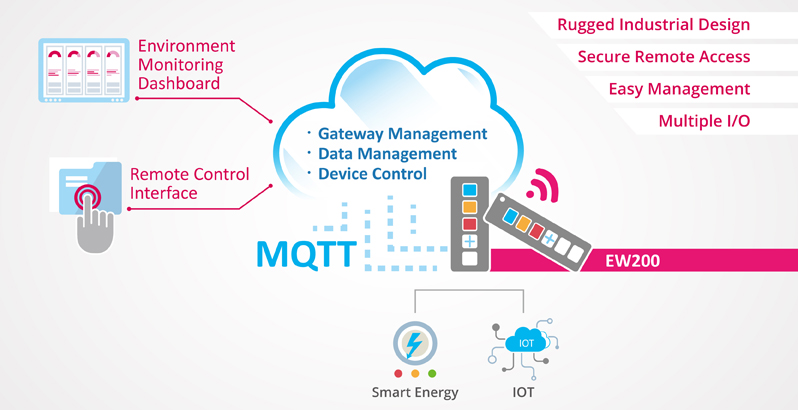 Rugged Industrial Design
Secure Remote Access
Easy Management
Multiple I/O
Environment
Monitoring
Dashboard
Remote Control
Interface
· Gateway Management
· Data Management
· Device Control
MQTT
EW200
Smart Energy
IOT
IOT